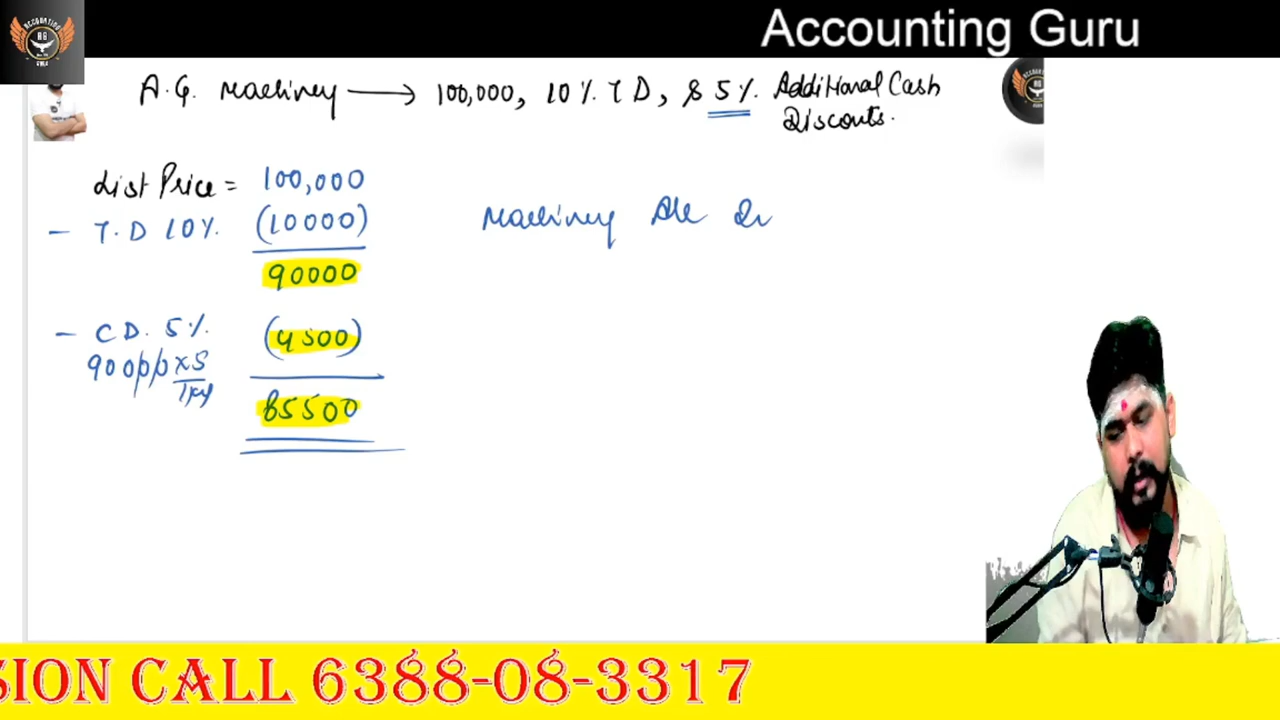 Accounting Guru
A.G. Machinery → 100,000, 10% T D, & 5% Additional Cash
Discounts.
List Price = 100,000
- T.D 10% (10000)
90000
Machinery A/c Dr
- C D. 5% (4500)
90000 x 5
100
85500
SION CALL 6388-08-3317